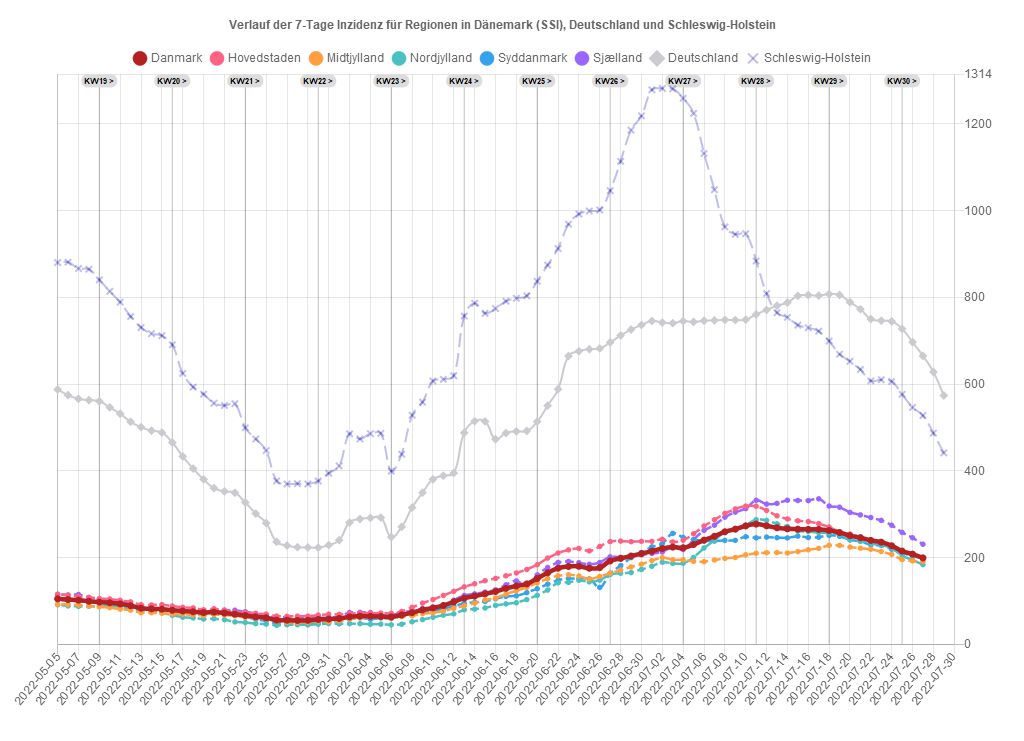 Verlauf der 7-Tage Inzidenz für Regionen in Dänemark (SSI), Deutschland und Schleswig-Holstein
Danmark Hovedstaden Midtjylland Nordjylland Syddanmark Sjælland Deutschland Schleswig-Holstein
KW19 > KW20 > KW21 > KW22 > KW23 > KW24 > KW25 > KW26 > KW27 > KW28 > KW29 > KW30 >
1314
1200
1000
800
600
400
200
0
2022-05-05 2022-05-07 2022-05-09 2022-05-11 2022-05-13 2022-05-15 2022-05-17 2022-05-19 2022-05-21 2022-05-23 2022-05-25 2022-05-27 2022-05-29 2022-05-31 2022-06-02 2022-06-04 2022-06-06 2022-06-08 2022-06-10 2022-06-12 2022-06-14 2022-06-16 2022-06-18 2022-06-20 2022-06-22 2022-06-24 2022-06-26 2022-06-28 2022-06-30 2022-07-02 2022-07-04 2022-07-06 2022-07-08 2022-07-10 2022-07-12 2022-07-14 2022-07-16 2022-07-18 2022-07-20 2022-07-22 2022-07-24 2022-07-26 2022-07-28 2022-07-30